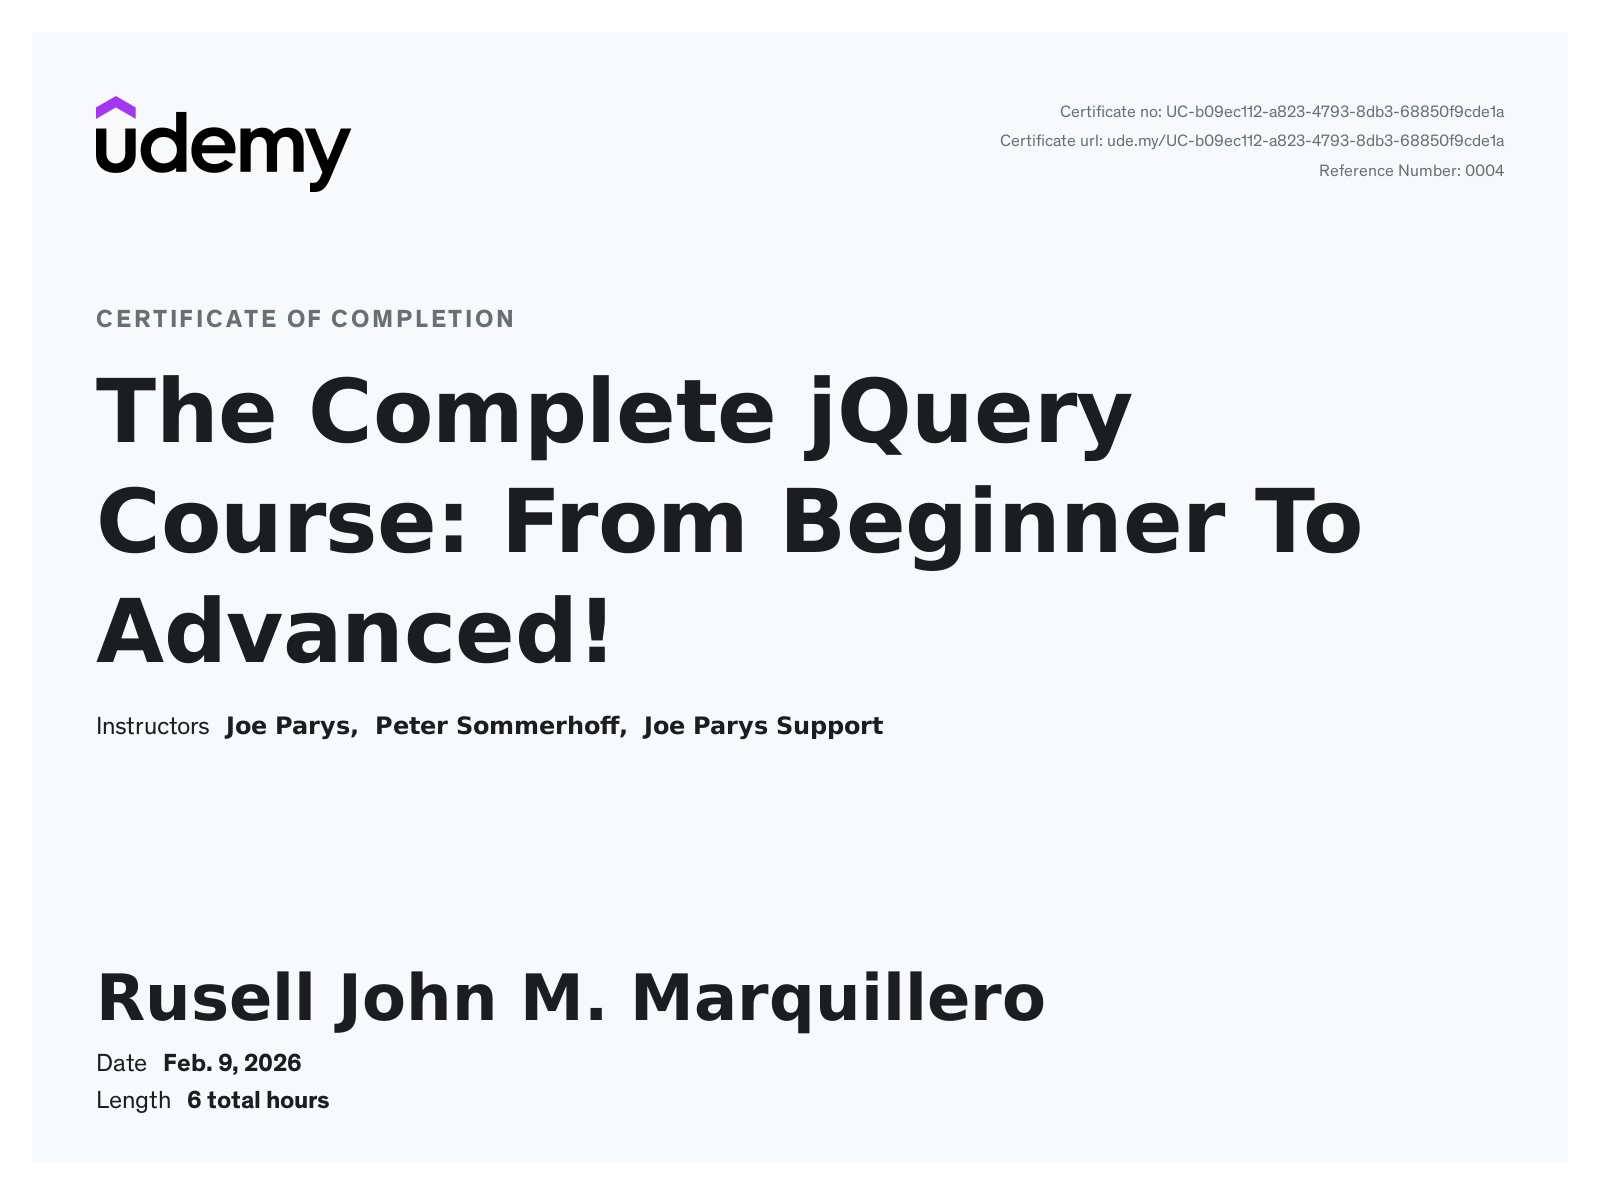 udemy
Certificate no: UC-b09ec112-a823-4793-8db3-68850f9cde1a
Certificate url: ude.my/UC-b09ec112-a823-4793-8db3-68850f9cde1a
Reference Number: 0004
CERTIFICATE OF COMPLETION
The Complete jQuery
Course: From Beginner To
Advanced!
Instructors Joe Parys, Peter Sommerhoff, Joe Parys Support
Rusell John M. Marquillero
Date Feb. 9, 2026
Length 6 total hours